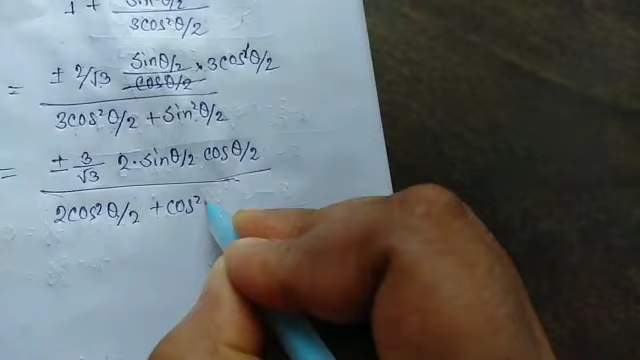 1 + sin²θ/2 / 3cos²θ/2
= ± 2/√3 sinθ/2 / cosθ/2 · 3cos²θ/2
3cos²θ/2 + sin²θ/2
= ± 3/√3 2·sinθ/2 cosθ/2
2cos²θ/2 + cos²